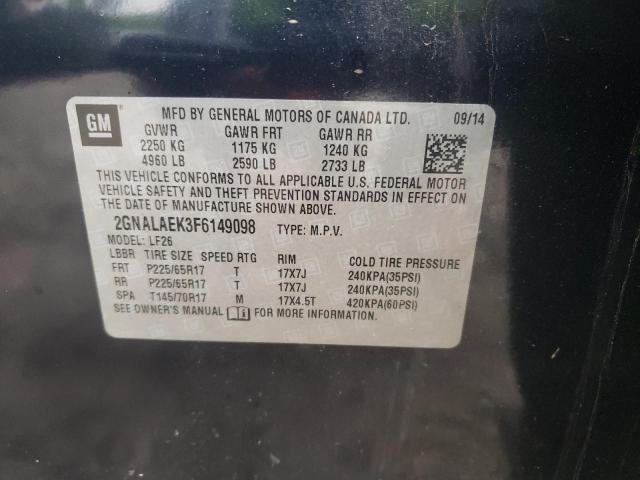 GM
MFD BY GENERAL MOTORS OF CANADA LTD. 09/14
GVWR GAWR FRT GAWR RR
2250 KG 1175 KG 1240 KG
4960 LB 2590 LB 2733 LB
THIS VEHICLE CONFORMS TO ALL APPLICABLE U.S. FEDERAL MOTOR
VEHICLE SAFETY AND THEFT PREVENTION STANDARDS IN EFFECT ON
THE DATE OF MANUFACTURE SHOWN ABOVE.
2GNALAEK3F6149098 TYPE: M.P.V.
MODEL: LF26
LBBR TIRE SIZE SPEED RTG RIM COLD TIRE PRESSURE
FRT P225/65R17 T 17X7J 240KPA(35PSI)
RR P225/65R17 T 17X7J 240KPA(35PSI)
SPA T145/70R17 M 17X4.5T 420KPA(60PSI)
SEE OWNER'S MANUAL FOR MORE INFORMATION.